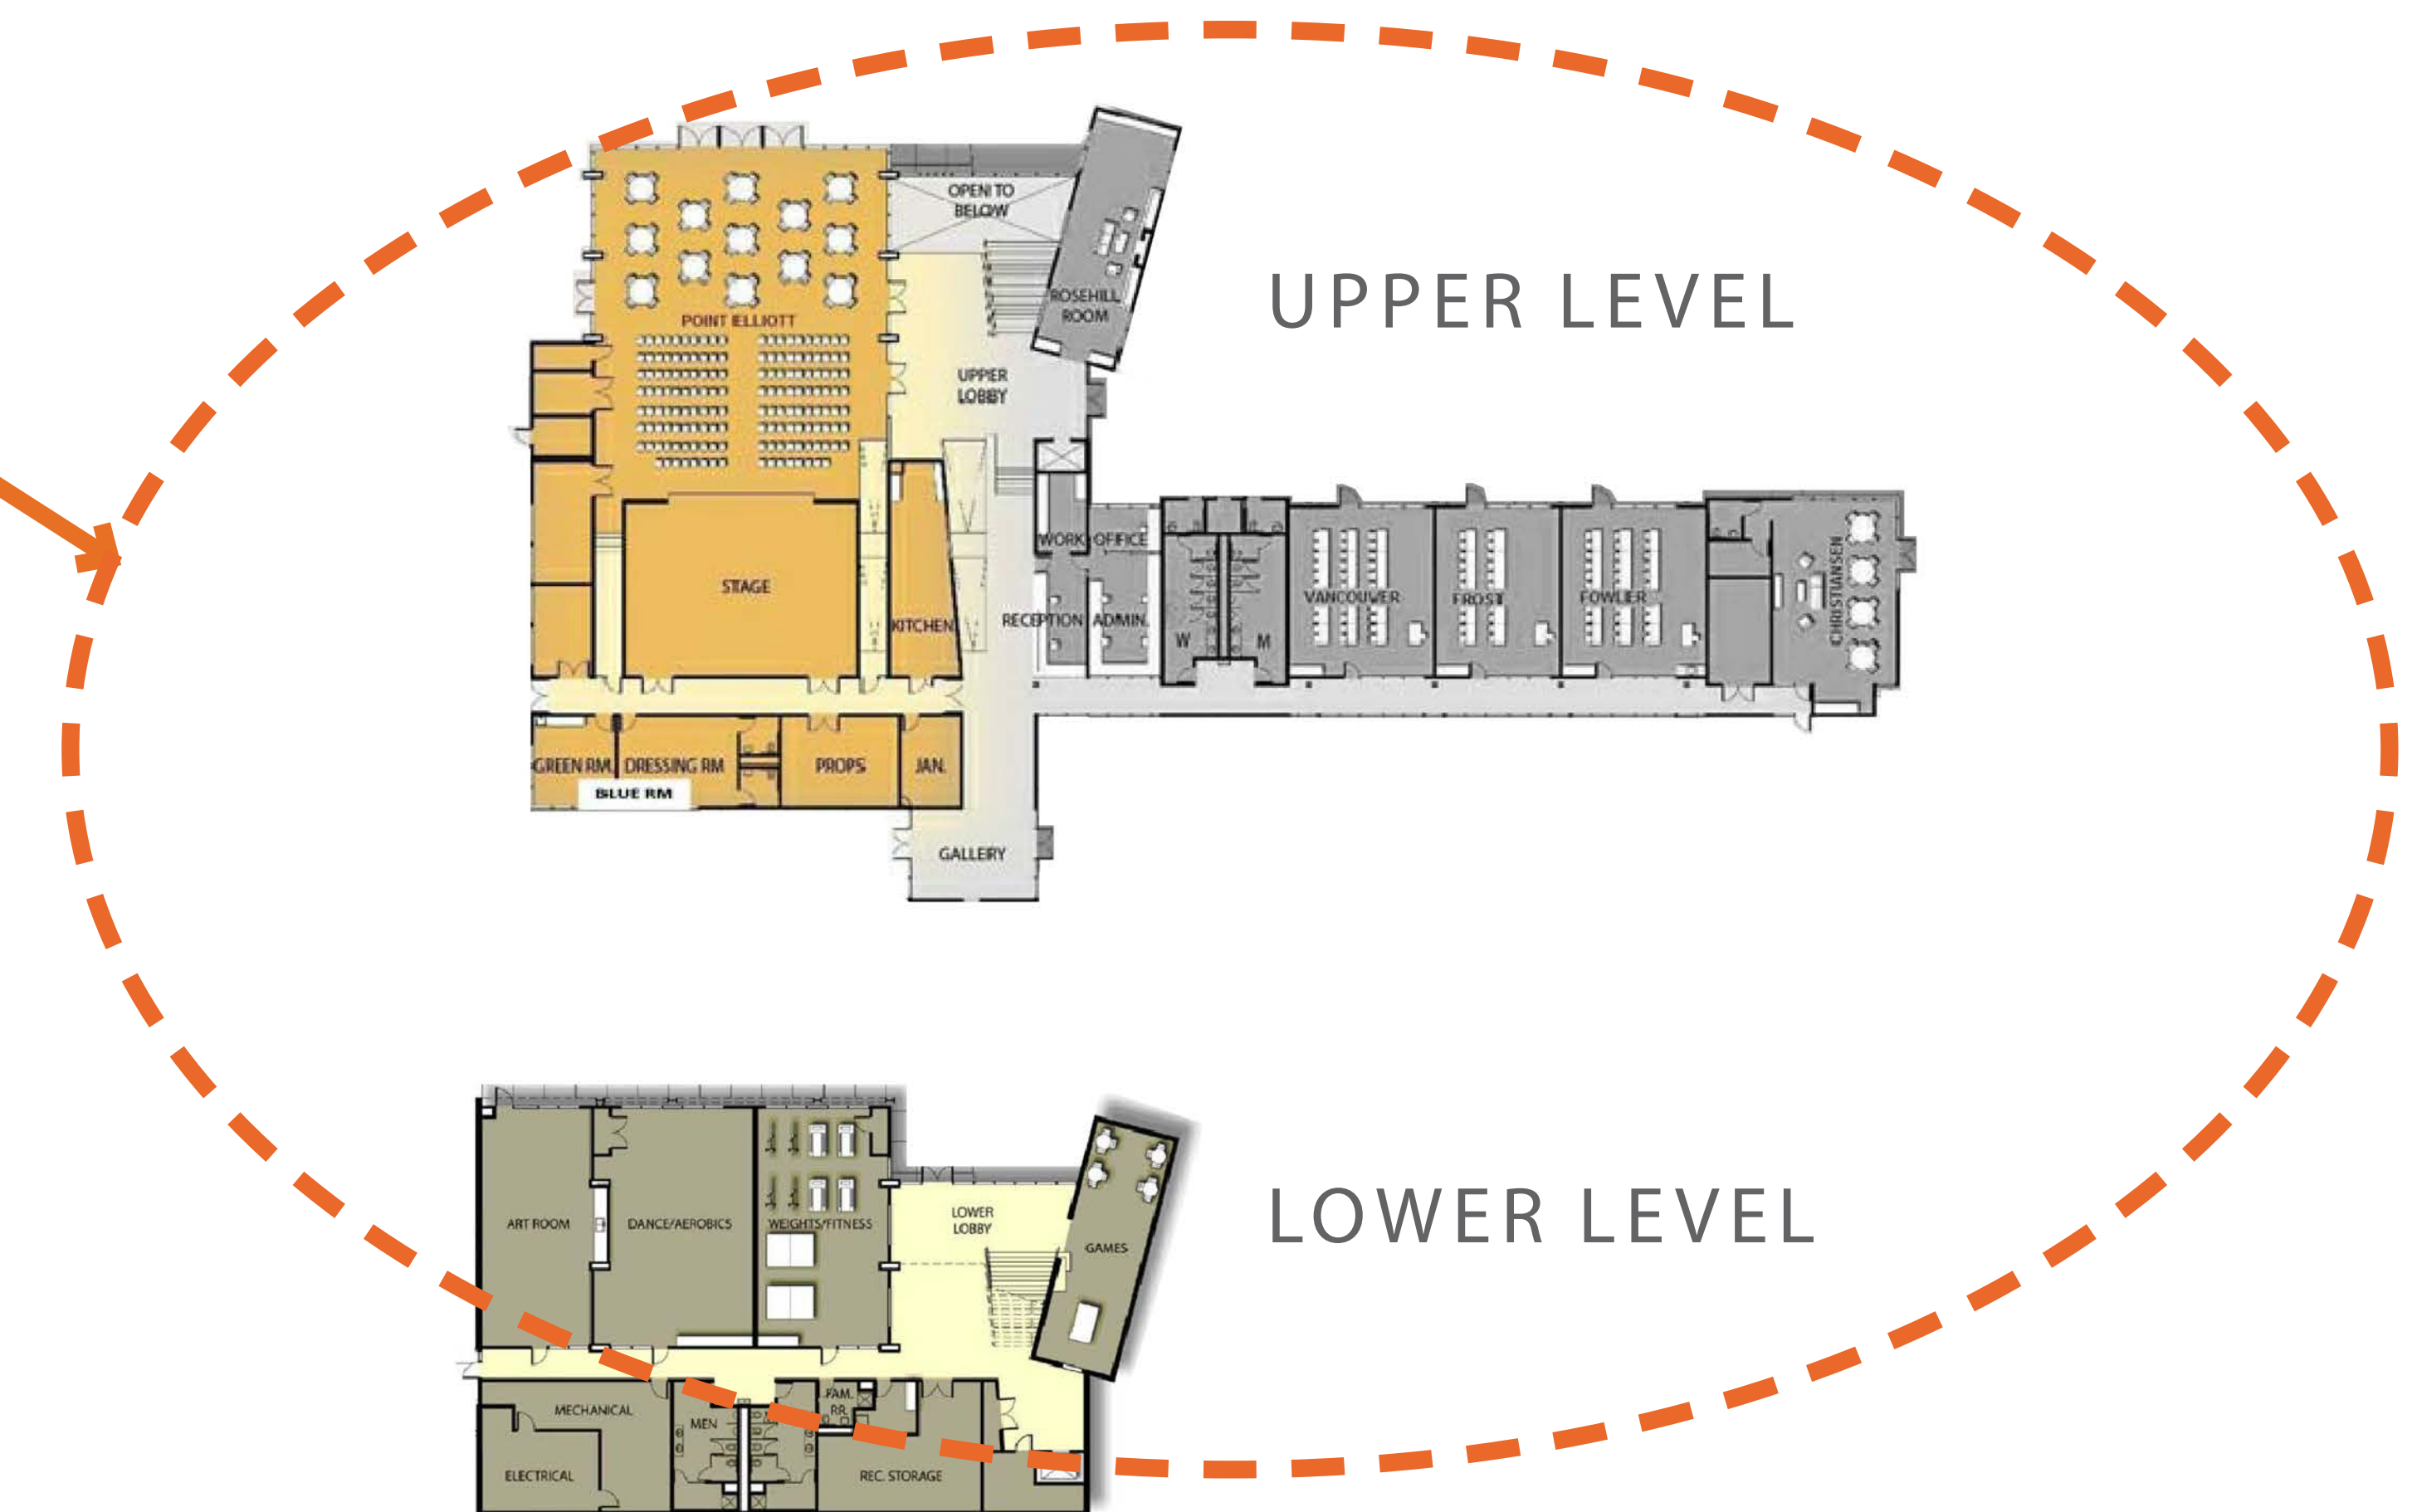 OPEN TO
BELOW
UPPER LEVEL
ROSEHILL
ROOM
POINT ELLIOTT
UPPER
LOBBY
WORK
OFFICE
STAGE
VANCOUVER
FROST
FOWLER
CHRISTIANSEN
KITCHEN
RECEPTION
ADMIN.
W
M
GREEN RM.
DRESSING RM
PROPS
JAN.
BLUE RM
GALLERY
LOWER LEVEL
LOWER
LOBBY
ART ROOM
DANCE/AEROBICS
WEIGHTS/FITNESS
GAMES
FAM.
RR.
MECHANICAL
MEN
ELECTRICAL
REC. STORAGE